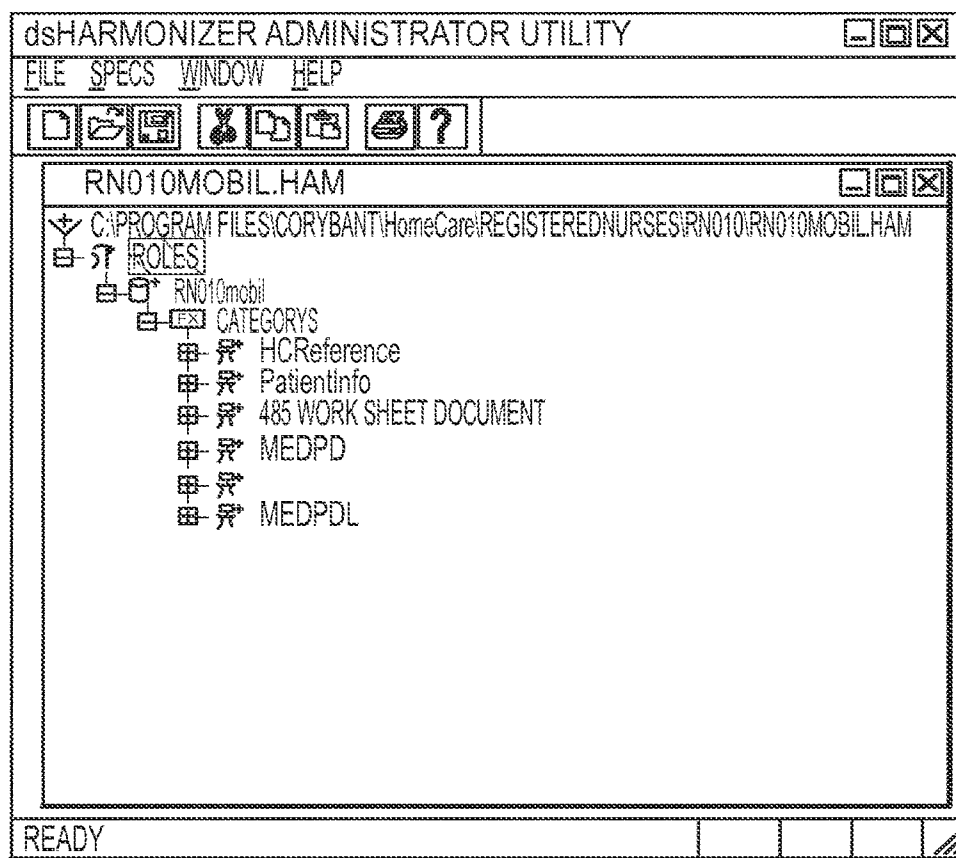 dsHARMONIZER ADMINISTRATOR UTILITY
FILE SPECS WINDOW HELP
?
RN010MOBIL.HAM
C:\PROGRAM FILES\CORYBANT\HomeCare\REGISTEREDNURSES\RN010\RN010MOBIL.HAM
ROLES
RN010mobil
FX CATEGORYS
HCReference
PatientInfo
485 WORK SHEET DOCUMENT
MEDPD
MEDPDL
READY